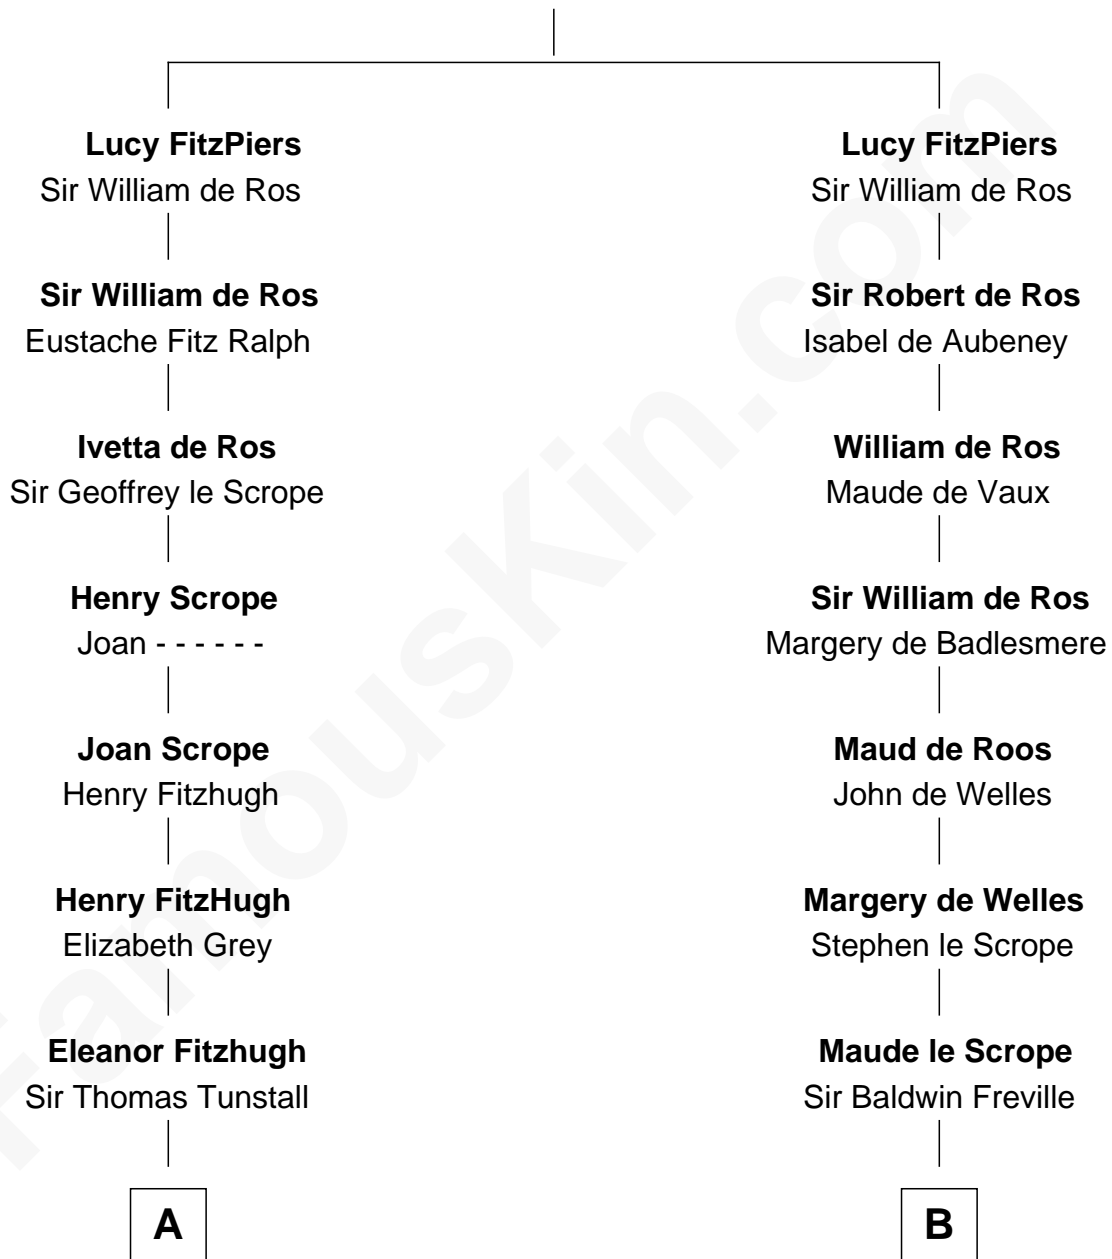 Lucy FitzPiers
Sir William de Ros
Sir William de Ros
Eustache Fitz Ralph
Ivetta de Ros
Sir Geoffrey le Scrope
Henry Scrope
Joan - - - - - -
Joan Scrope
Henry Fitzhugh
Henry FitzHugh
Elizabeth Grey
Eleanor Fitzhugh
Sir Thomas Tunstall
A
Lucy FitzPiers
Sir William de Ros
Sir Robert de Ros
Isabel de Aubeney
William de Ros
Maude de Vaux
Sir William de Ros
Margery de Badlesmere
Maud de Roos
John de Welles
Margery de Welles
Stephen le Scrope
Maude le Scrope
Sir Baldwin Freville
B
FamousKin.com